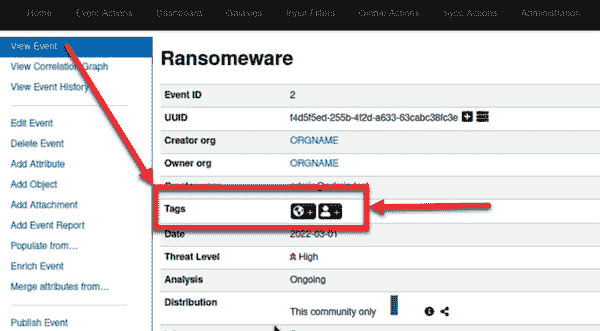 Home Event Actions Dashboard Galaxies Input Filters Global Actions Sync Actions Administration
View Event
View Correlation Graph
View Event History
Edit Event
Delete Event
Add Attribute
Add Object
Add Attachment
Add Event Report
Populate from…
Enrich Event
Merge attributes from…
Publish Event
Ransomeware
Event ID 2
UUID f4d5f5ed-255b-4f2d-a633-63cabc38fc3e
Creator org ORGNAME
Owner org ORGNAME
Tags + +
Date 2022-03-01
Threat Level High
Analysis Ongoing
Distribution This community only